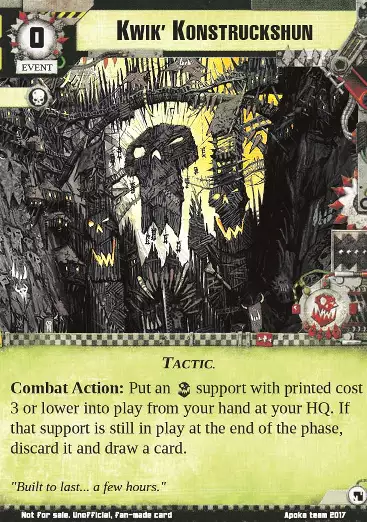 Kwik' Konstruckshun
0
EVENT
Tactic.
Combat Action: Put an support with printed cost
3 or lower into play from your hand at your HQ. If
that support is still in play at the end of the phase,
discard it and draw a card.
"Built to last... a few hours."
Not for sale. Unofficial, fan-made card
Apoka team 2017